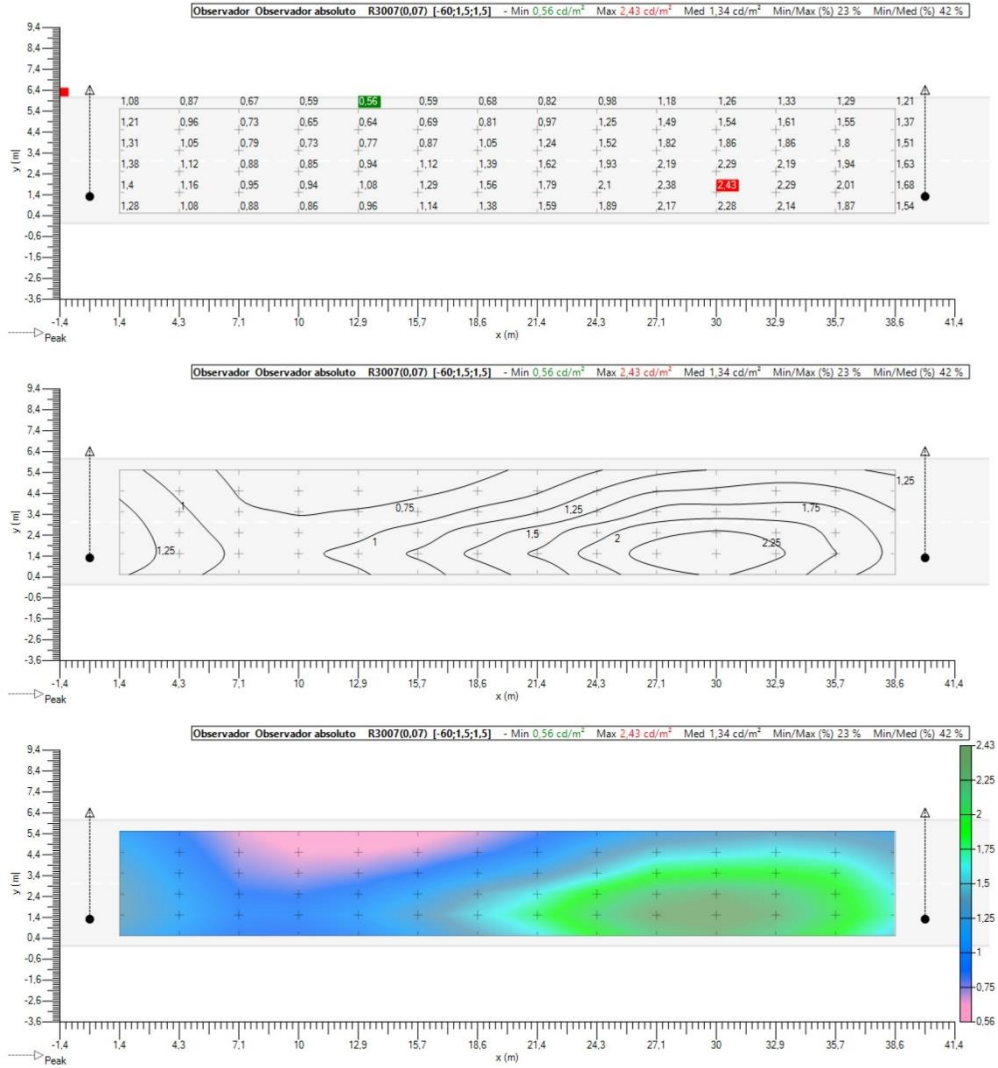 Observador Observador absoluto R3007(0,07) [-60;1,5;1,5] - Min 0,56 cd/m² Max 2,43 cd/m² Med 1,34 cd/m² Min/Max (%) 23 % Min/Med (%) 42 %
9,4
8,4
7,4
6,4
5,4
4,4
3,4
2,4
1,4
0,4
-0,6
-1,6
-2,6
-3,6
y (m)
1,08 0,87 0,67 0,59 0,56 0,59 0,68 0,82 0,98 1,18 1,26 1,33 1,29 1,21
1,21 0,96 0,73 0,65 0,64 0,69 0,81 0,97 1,25 1,49 1,54 1,61 1,55 1,37
1,31 1,05 0,79 0,73 0,77 0,87 1,05 1,24 1,52 1,82 1,86 1,86 1,8 1,51
1,38 1,12 0,88 0,85 0,94 1,12 1,39 1,62 1,93 2,19 2,29 2,19 1,94 1,63
1,4 1,16 0,95 0,94 1,08 1,29 1,56 1,79 2,1 2,38 2,43 2,29 2,01 1,68
1,28 1,08 0,88 0,86 0,96 1,14 1,38 1,59 1,89 2,17 2,28 2,14 1,87 1,54
-1,4 1,4 4,3 7,1 10 12,9 15,7 18,6 21,4 24,3 27,1 30 32,9 35,7 38,6 41,4
x (m)
Peak
Observador Observador absoluto R3007(0,07) [-60;1,5;1,5] - Min 0,56 cd/m² Max 2,43 cd/m² Med 1,34 cd/m² Min/Max (%) 23 % Min/Med (%) 42 %
9,4
8,4
7,4
6,4
5,4
4,4
3,4
2,4
1,4
0,4
-0,6
-1,6
-2,6
-3,6
y (m)
1,25
1 0,75 1,25 1,75
1,25 1 1,5 2 2,25
-1,4 1,4 4,3 7,1 10 12,9 15,7 18,6 21,4 24,3 27,1 30 32,9 35,7 38,6 41,4
x (m)
Peak
Observador Observador absoluto R3007(0,07) [-60;1,5;1,5] - Min 0,56 cd/m² Max 2,43 cd/m² Med 1,34 cd/m² Min/Max (%) 23 % Min/Med (%) 42 %
9,4
8,4
7,4
6,4
5,4
4,4
3,4
2,4
1,4
0,4
-0,6
-1,6
-2,6
-3,6
y (m)
2,43
2,25
2
1,75
1,5
1,25
1
0,75
0,56
-1,4 1,4 4,3 7,1 10 12,9 15,7 18,6 21,4 24,3 27,1 30 32,9 35,7 38,6 41,4
x (m)
Peak